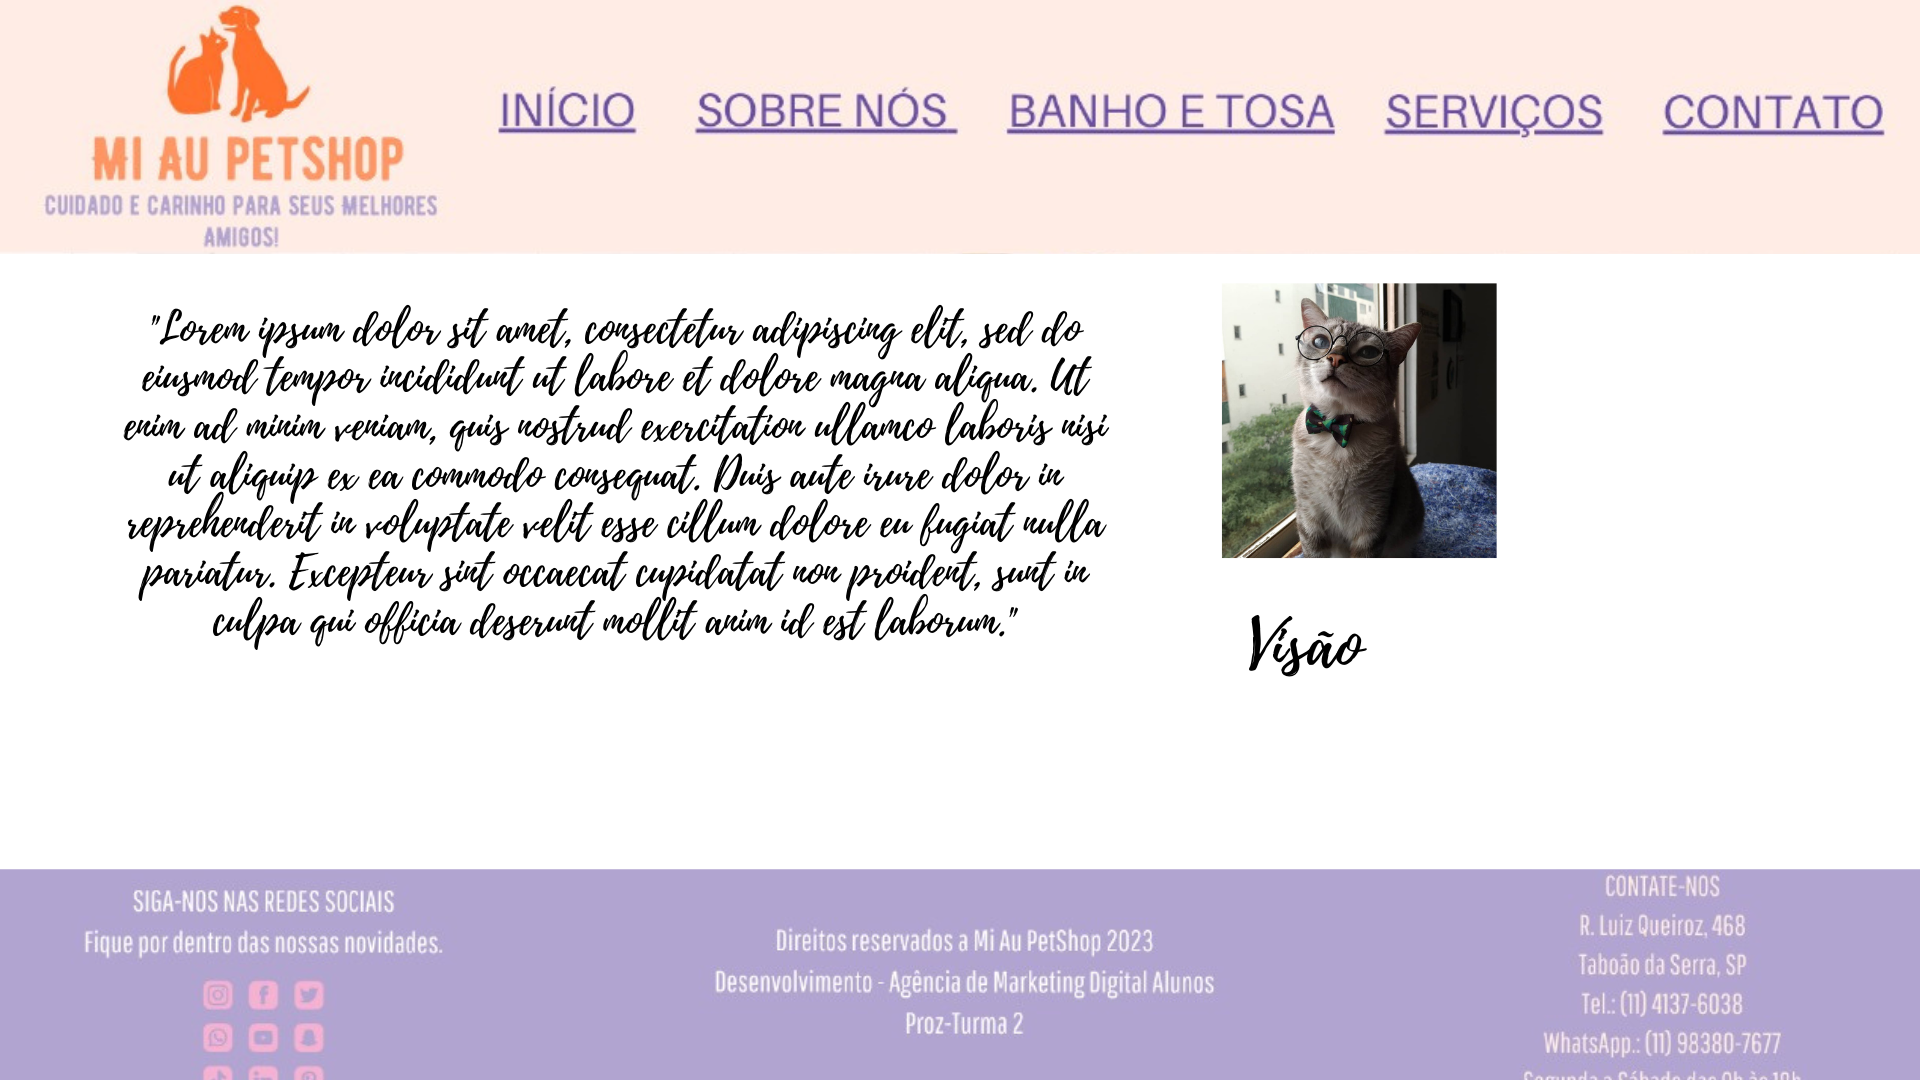 MI AU PETSHOP
CUIDADO E CARINHO PARA SEUS MELHORES
AMIGOS!
INÍCIO
SOBRE NÓS
BANHO E TOSA
SERVIÇOS
CONTATO
"Lorem ipsum dolor sit amet, consectetur adipiscing elit, sed do
eiusmod tempor incididunt ut labore et dolore magna aliqua. Ut
enim ad minim veniam, quis nostrud exercitation ullamco laboris nisi
ut aliquip ex ea commodo consequat. Duis aute irure dolor in
reprehenderit in voluptate velit esse cillum dolore eu fugiat nulla
pariatur. Excepteur sint occaecat cupidatat non proident, sunt in
culpa qui officia deserunt mollit anim id est laborum."
Visão
SIGA-NOS NAS REDES SOCIAIS
Fique por dentro das nossas novidades.
Direitos reservados a Mi Au PetShop 2023
Desenvolvimento - Agência de Marketing Digital Alunos
Proz-Turma 2
CONTATE-NOS
R. Luiz Queiroz, 468
Taboão da Serra, SP
Tel.: (11) 4137-6038
WhatsApp.: (11) 98380-7677
Segunda a Sábado das 9h às 19h